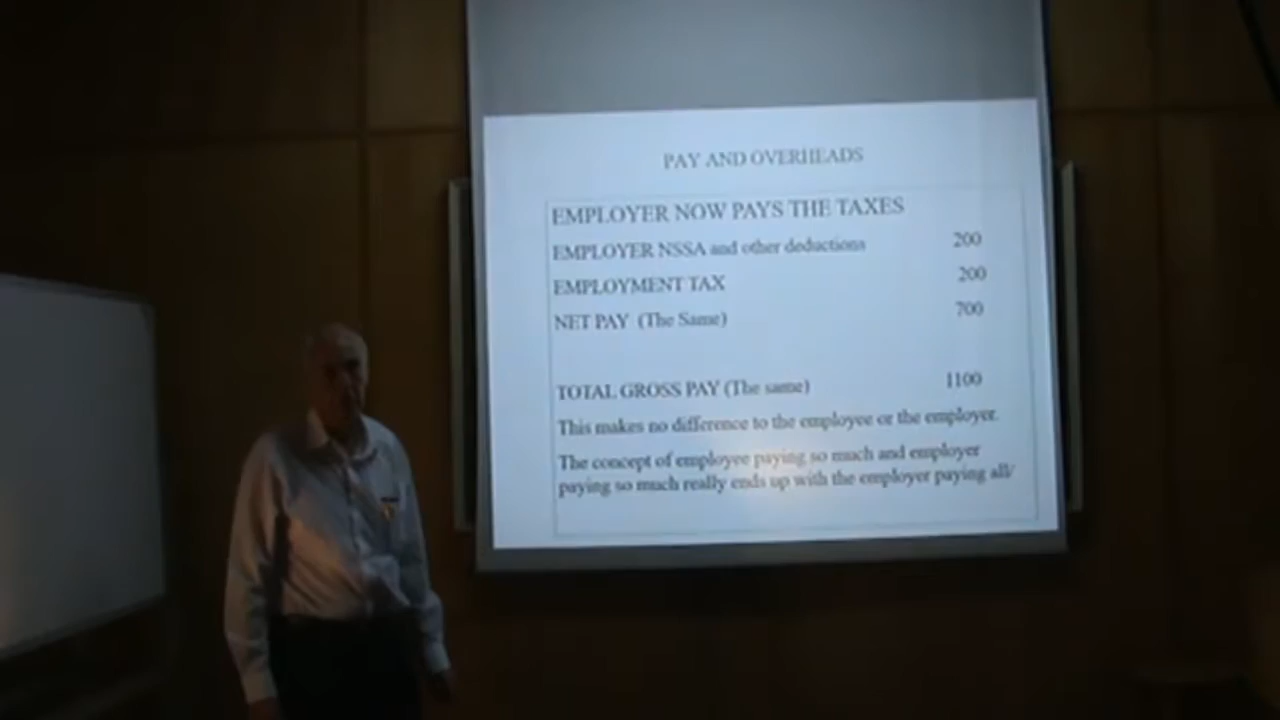 PAY AND OVERHEADS
EMPLOYER NOW PAYS THE TAXES
EMPLOYER NSSA and other deductions 200
EMPLOYMENT TAX 200
NET PAY (The Same) 700
TOTAL GROSS PAY (The same) 1100
This makes no difference to the employee or the employer.
The concept of employee paying so much and employer
paying so much really ends up with the employer paying all/